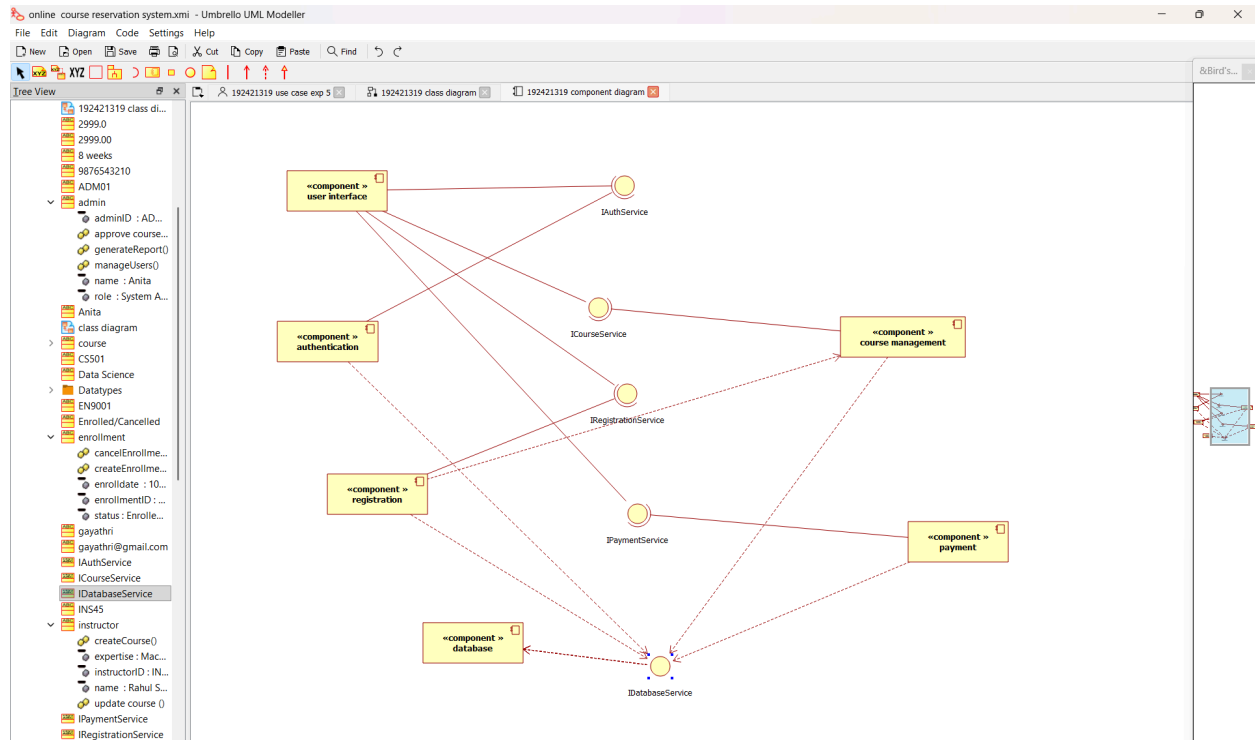 online course reservation system.xmi - Umbrello UML Modeller
File Edit Diagram Code Settings Help
New Open Save Cut Copy Paste Find
XYZ XYZ
&Bird's...
Tree View
192421319 use case exp 5
192421319 class diagram
192421319 component diagram
192421319 class di...
2999.0
2999.00
8 weeks
9876543210
ADM01
admin
adminID : AD...
approve course...
generateReport()
manageUsers()
name : Anita
role : System A...
Anita
class diagram
course
CS501
Data Science
Datatypes
EN9001
Enrolled/Cancelled
enrollment
cancelEnrollme...
createEnrollme...
enrolldate : 10...
enrollmentID : ...
status : Enrolle...
gayathri
gayathri@gmail.com
IAuthService
ICourseService
IDatabaseService
INS45
instructor
createCourse()
expertise : Mac...
instructorID : IN...
name : Rahul S...
update course ()
IPaymentService
IRegistrationService
«component »
user interface
IAuthService
«component »
authentication
ICourseService
«component »
course management
IRegistrationService
«component »
registration
IPaymentService
«component »
payment
«component »
database
IDatabaseService